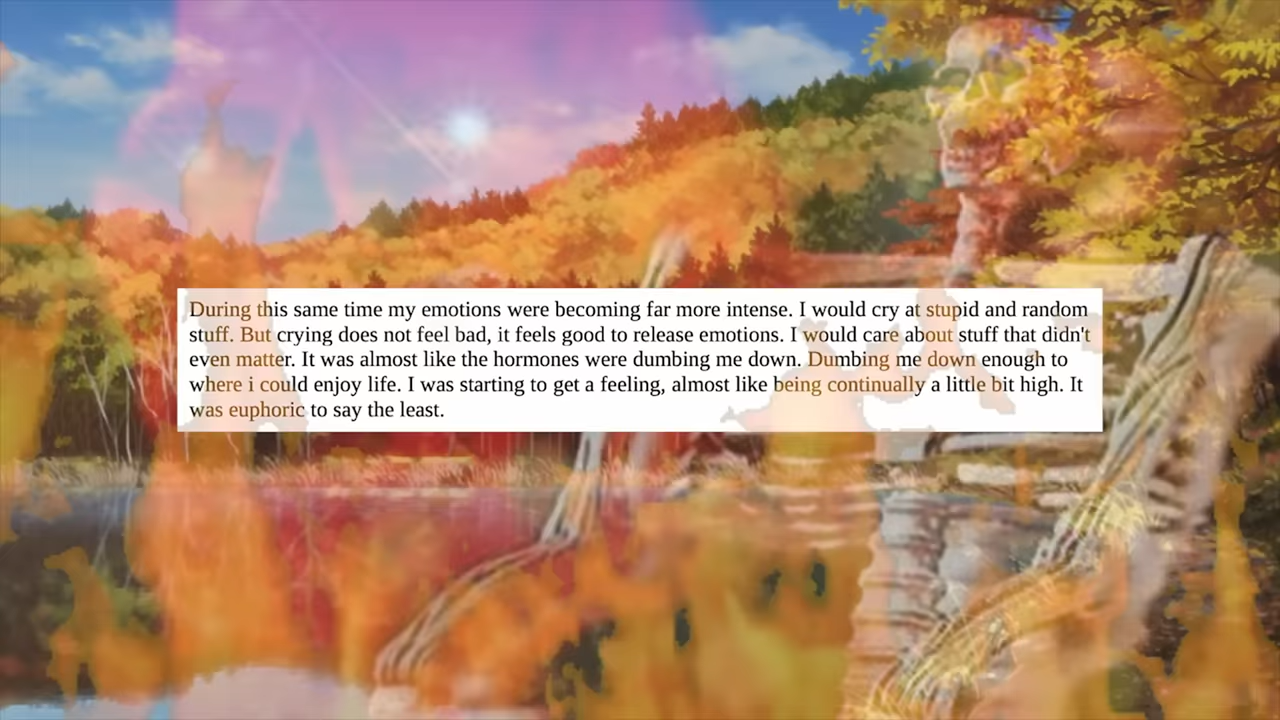 During this same time my emotions were becoming far more intense. I would cry at stupid and random
stuff. But crying does not feel bad, it feels good to release emotions. I would care about stuff that didn't
even matter. It was almost like the hormones were dumbing me down. Dumbing me down enough to
where i could enjoy life. I was starting to get a feeling, almost like being continually a little bit high. It
was euphoric to say the least.